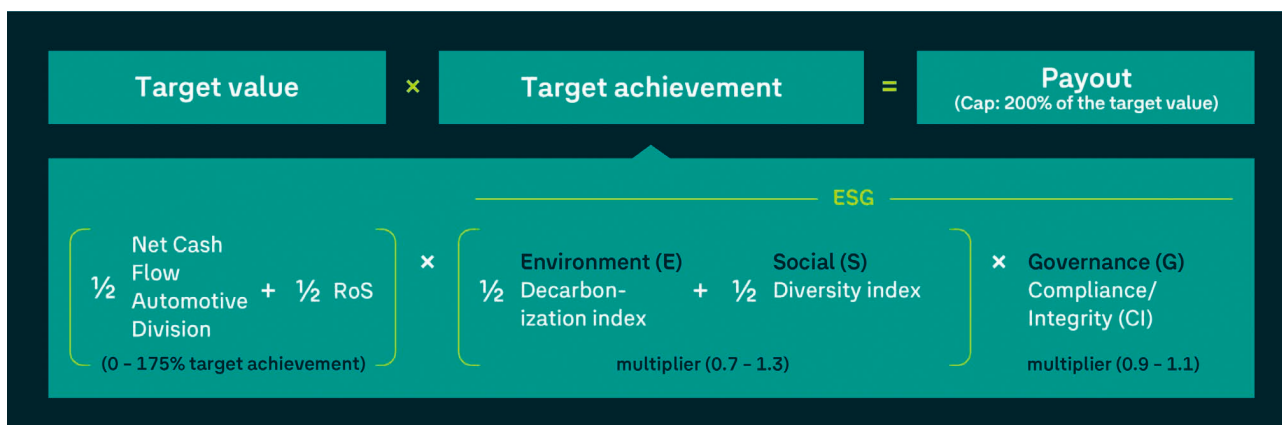 Target value × Target achievement = Payout
(Cap: 200% of the target value)
ESG
½ Net Cash
Flow
Automotive
Division
+ ½ RoS
(0 – 175% target achievement)
×
½ Environment (E)
Decarbon-
ization index
+ ½ Social (S)
Diversity index
multiplier (0.7 – 1.3)
× Governance (G)
Compliance/
Integrity (CI)
multiplier (0.9 – 1.1)